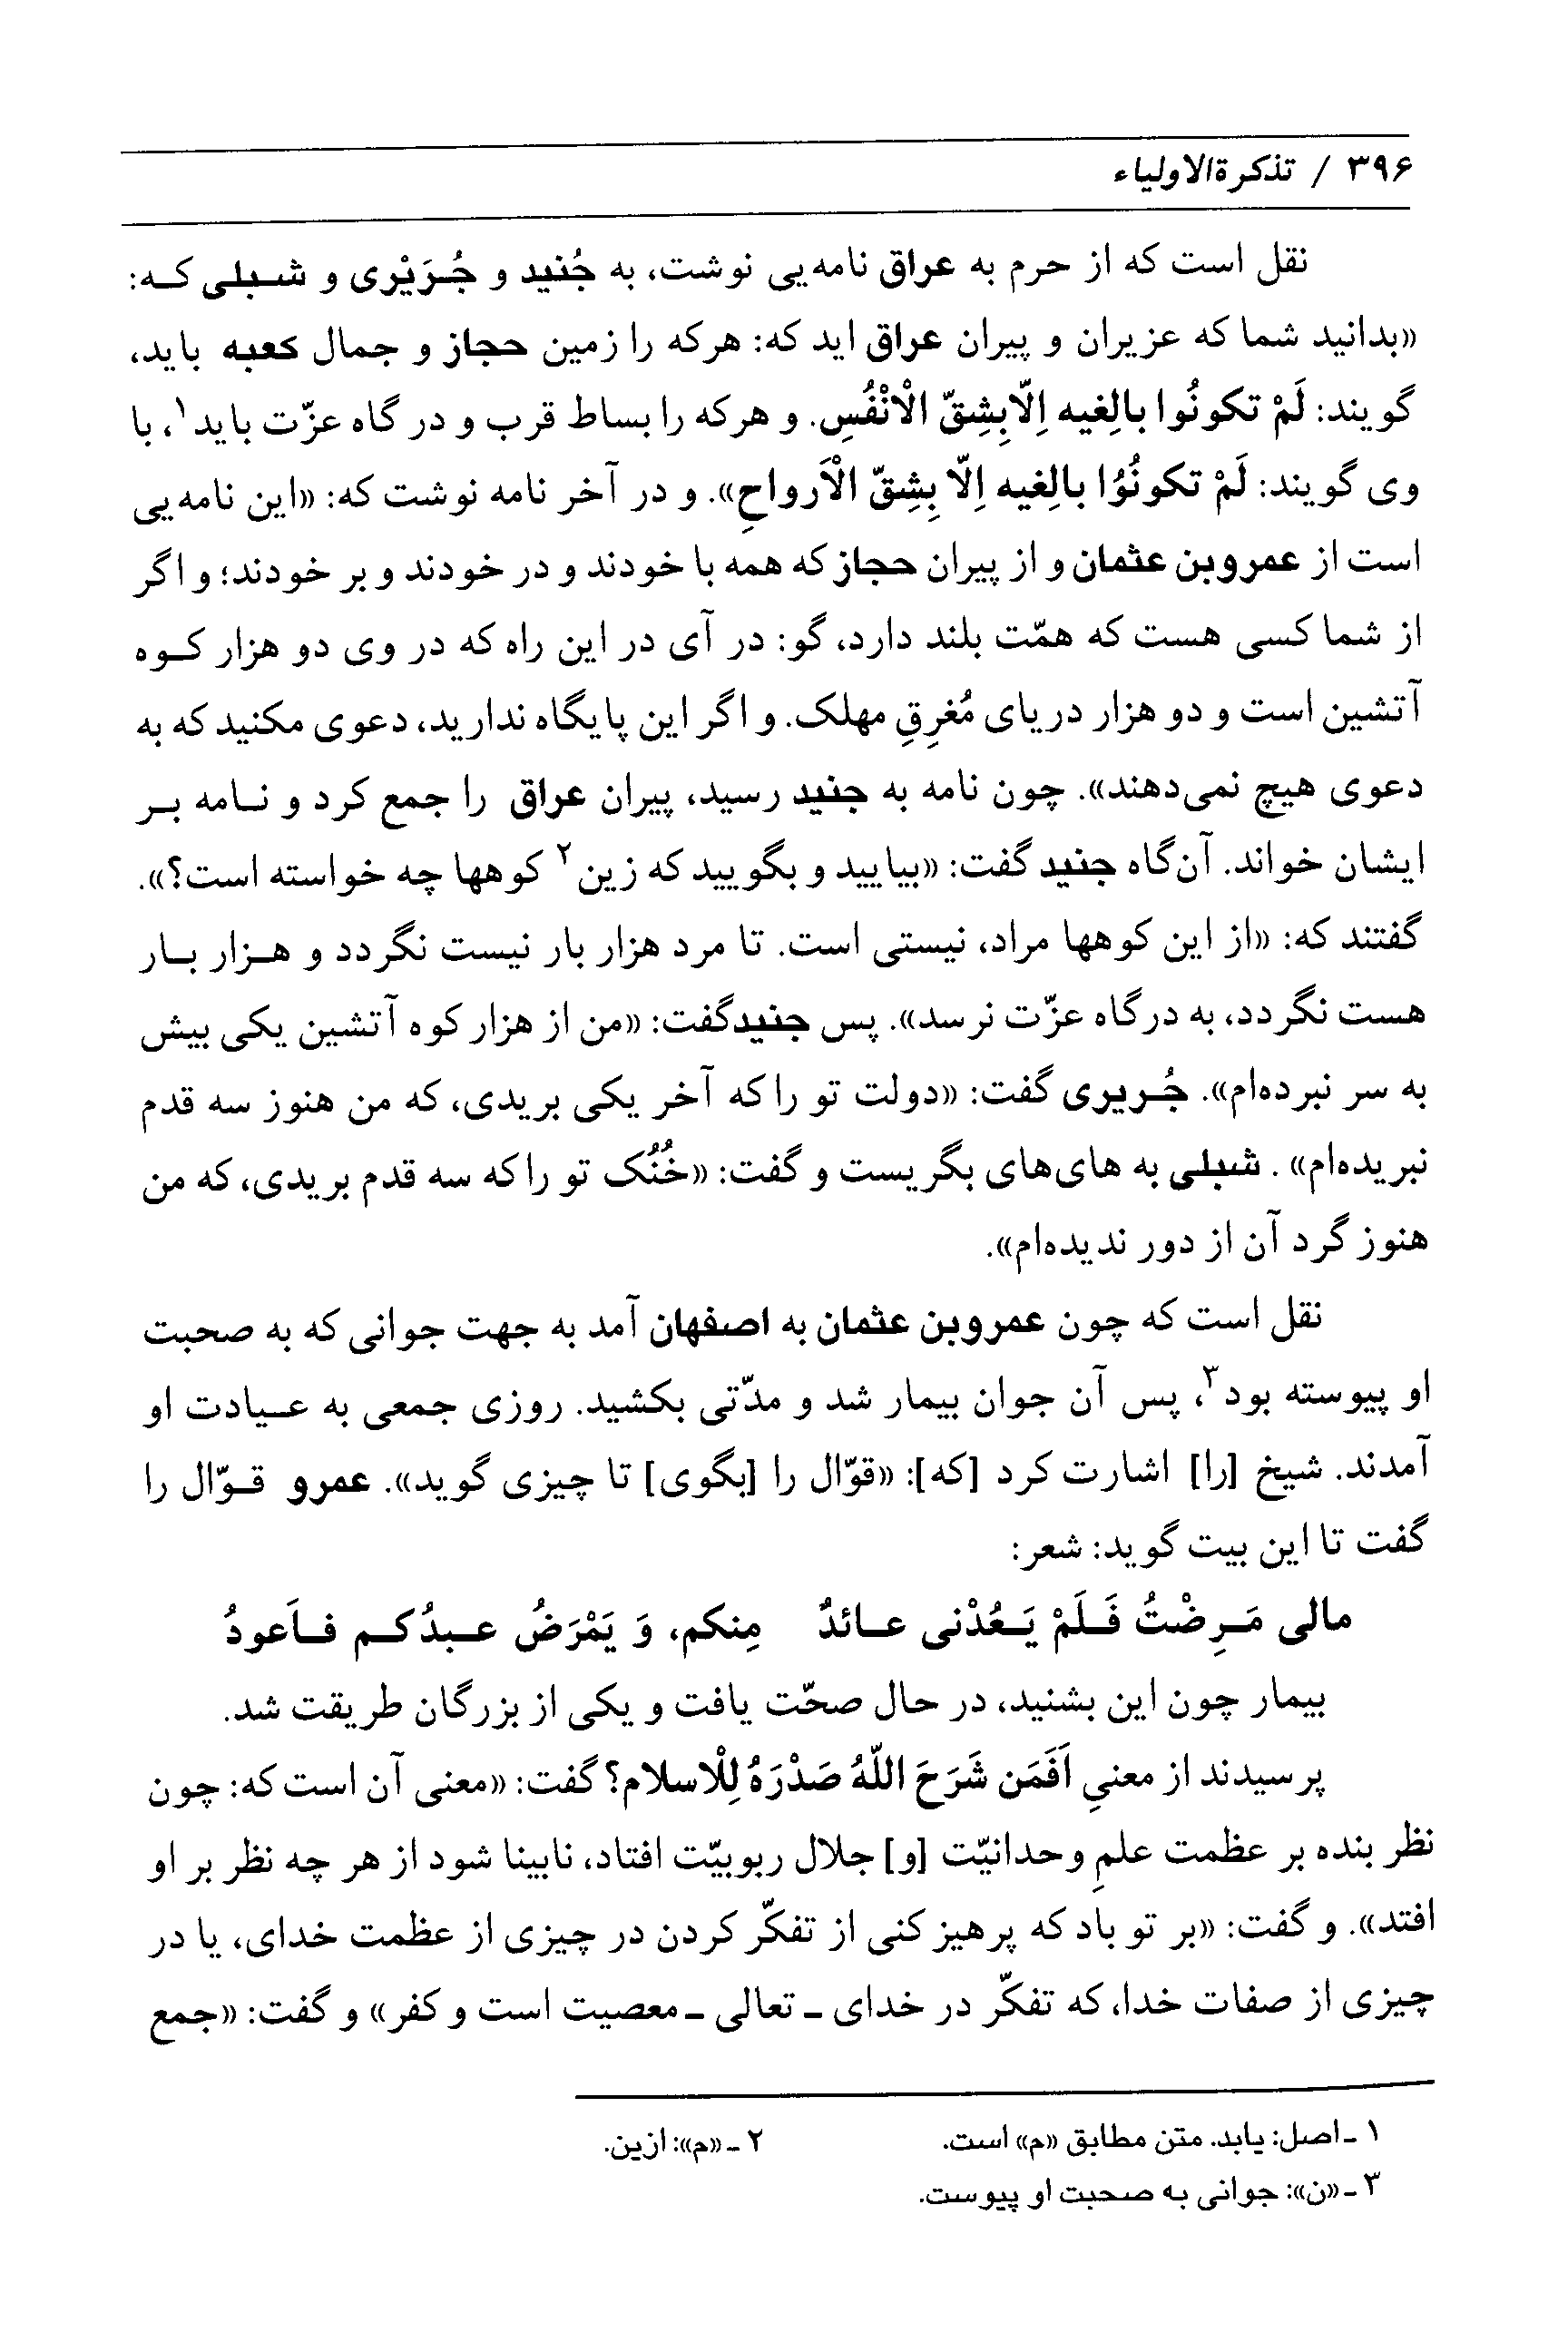 ۳۹۶ / تذکرةالاولیاء
نقل است که از حرم به عراق نامه‌یی نوشت، به جُنید و جُرَیْری و شبلی که:
«بدانید شما که عزیران و پیران عراق اید که: هرکه را زمین حجاز و جمال کعبه باید،
گویند: لَمْ تکونُوا بالِغیه اِلّابِشِقّ الْانْفُسِ. و هرکه را بساط قرب و درگاه عزّت باید۱، با
وی گویند: لَمْ تکونُوا بالِغیه اِلّا بِشِقّ الْاَرواحِ». و در آخر نامه نوشت که: «این نامه‌یی
است از عمروبن عثمان و از پیران حجاز که همه با خودند و در خودند و بر خودند؛ و اگر
از شما کسی هست که همّت بلند دارد، گو: در آی در این راه که در وی دو هزار کوه
آتشین است و دو هزار دریای مُغرِقِ مهلک. و اگر این پایگاه ندارید، دعوی مکنید که به
دعوی هیچ نمی‌دهند». چون نامه به جنید رسید، پیران عراق را جمع کرد و نامه بر
ایشان خواند. آن‌گاه جنید گفت: «بیایید و بگویید که زین۲ کوهها چه خواسته است؟».
گفتند که: «از این کوهها مراد، نیستی است. تا مرد هزار بار نیست نگردد و هزار بار
هست نگردد، به درگاه عزّت نرسد». پس جنیدگفت: «من از هزار کوه آتشین یکی بیش
به سر نبرده‌ام». جُریری گفت: «دولت تو را که آخر یکی بریدی، که من هنوز سه قدم
نبریده‌ام» . شبلی به های‌های بگریست و گفت: «خُنُک تو را که سه قدم بریدی، که من
هنوز گرد آن از دور ندیده‌ام».
نقل است که چون عمروبن عثمان به اصفهان آمد به جهت جوانی که به صحبت
او پیوسته بود۳، پس آن جوان بیمار شد و مدّتی بکشید. روزی جمعی به عیادت او
آمدند. شیخ [را] اشارت کرد [که]: «قوّال را [بگوی] تا چیزی گوید». عمرو قوّال را
گفت تا این بیت گوید: شعر:
مالی مَرِضْتُ فَلَمْ یَعُدْنی عائدٌ    مِنکم، وَ یَمْرَضُ عبدُکم فاَعودُ
بیمار چون این بشنید، در حال صحّت یافت و یکی از بزرگان طریقت شد.
پرسیدند از معنیِ اَفَمَن شَرَحَ اللّهُ صَدْرَهُ لِلْاسلام؟ گفت: «معنی آن است که: چون
نظر بنده بر عظمت علمِ وحدانیّت [و] جلال ربوبیّت افتاد، نابینا شود از هر چه نظر بر او
افتد». و گفت: «بر تو باد که پرهیز کنی از تفکّر کردن در چیزی از عظمت خدای، یا در
چیزی از صفات خدا، که تفکّر در خدای ـ تعالی ـ معصیت است و کفر» و گفت: «جمع
۱ ـ اصل: یابد. متن مطابق «م» است.    ۲ ـ «م»: ازین.
۳ ـ «ن»: جوانی به صحبت او پیوست.